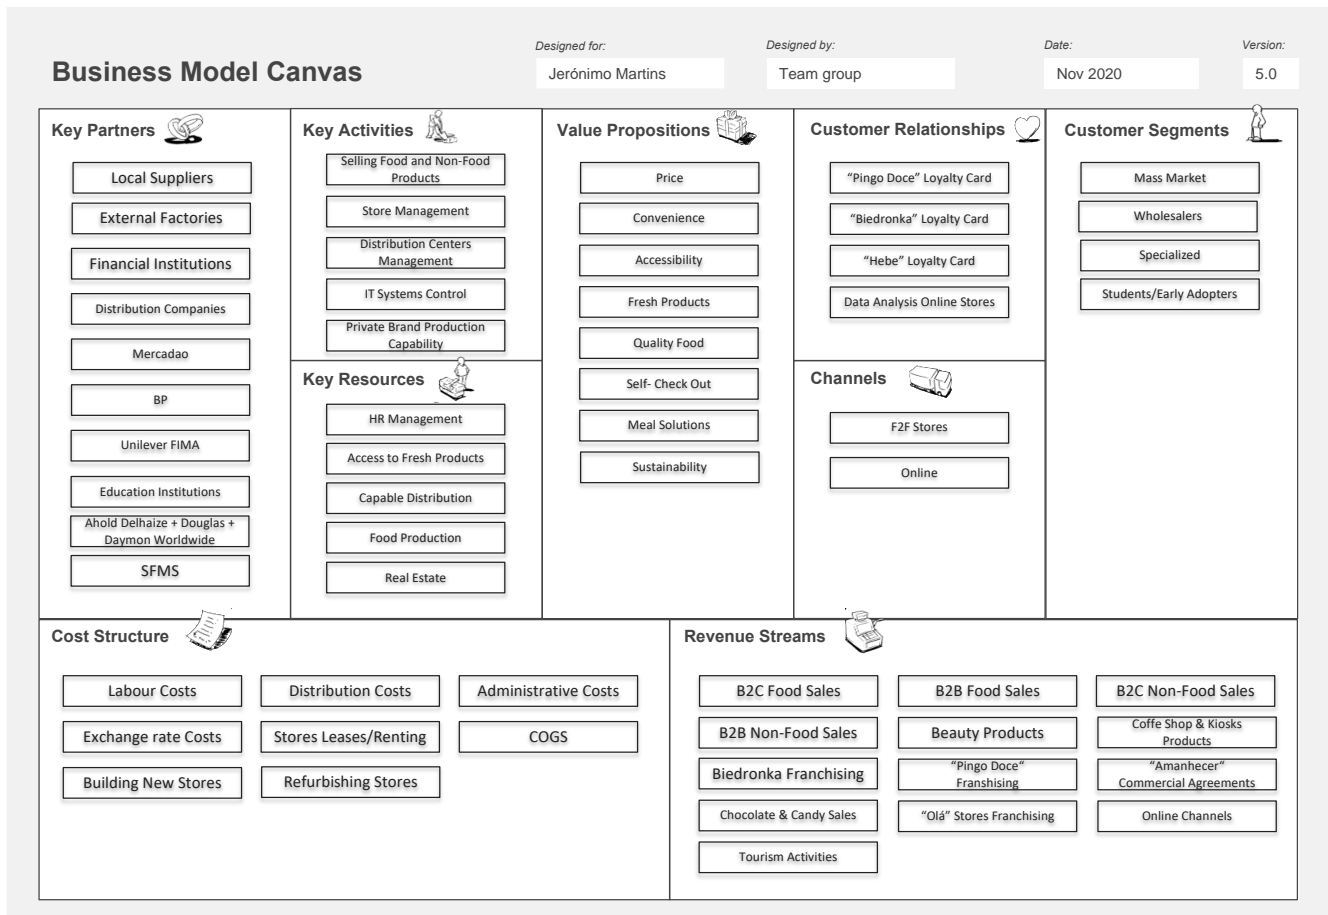 Designed for:
Designed by:
Date:
Version:
Business Model Canvas
Jerónimo Martins
Team group
Nov 2020
5.0
Key Partners
Local Suppliers
External Factories
Financial Institutions
Distribution Companies
Mercadao
BP
Unilever FIMA
Education Institutions
Ahold Delhaize + Douglas +
Daymon Worldwide
SFMS
Key Activities
Selling Food and Non-Food
Products
Store Management
Distribution Centers
Management
IT Systems Control
Private Brand Production
Capability
Key Resources
HR Management
Access to Fresh Products
Capable Distribution
Food Production
Real Estate
Value Propositions
Price
Convenience
Accessibility
Fresh Products
Quality Food
Self- Check Out
Meal Solutions
Sustainability
Customer Relationships
“Pingo Doce” Loyalty Card
“Biedronka” Loyalty Card
“Hebe” Loyalty Card
Data Analysis Online Stores
Channels
F2F Stores
Online
Customer Segments
Mass Market
Wholesalers
Specialized
Students/Early Adopters
Cost Structure
Labour Costs
Distribution Costs
Administrative Costs
Exchange rate Costs
Stores Leases/Renting
COGS
Building New Stores
Refurbishing Stores
Revenue Streams
B2C Food Sales
B2B Food Sales
B2C Non-Food Sales
B2B Non-Food Sales
Beauty Products
Coffe Shop & Kiosks
Products
Biedronka Franchising
“Pingo Doce“
Franshising
“Amanhecer“
Commercial Agreements
Chocolate & Candy Sales
“Olá” Stores Franchising
Online Channels
Tourism Activities